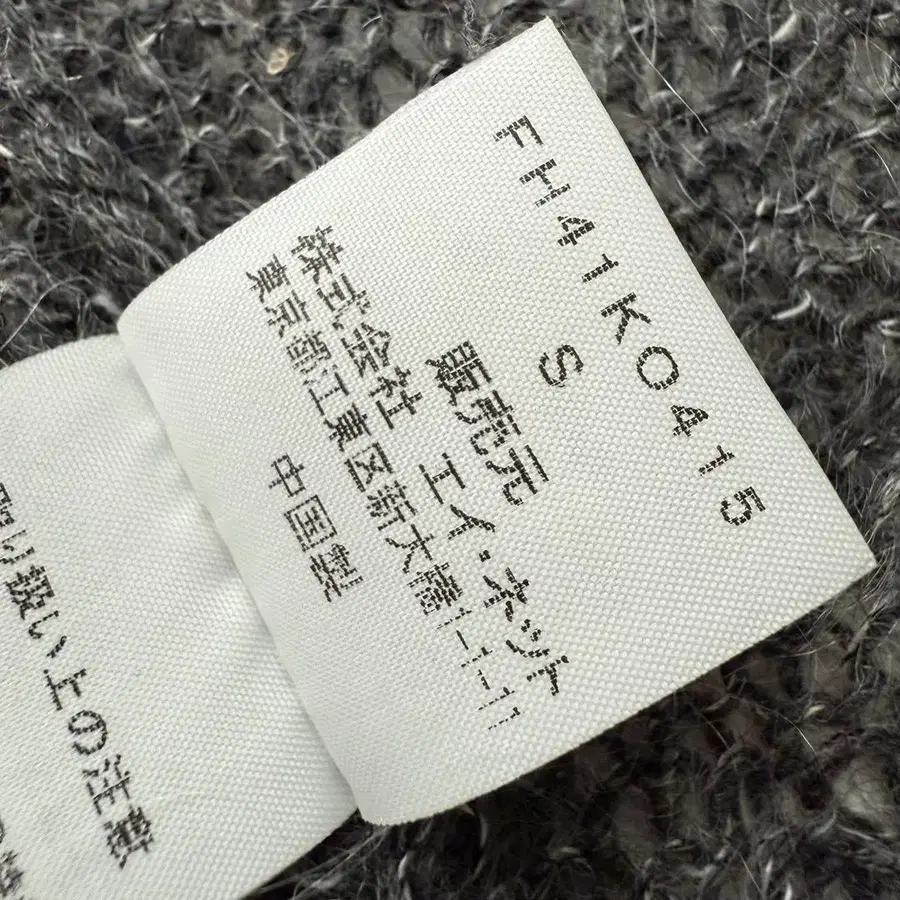 FH41KO415
S
販売元
株式会社 エイ・ネット
東京都江東区新大橋1-1-11
中国製
取り扱い上の注意